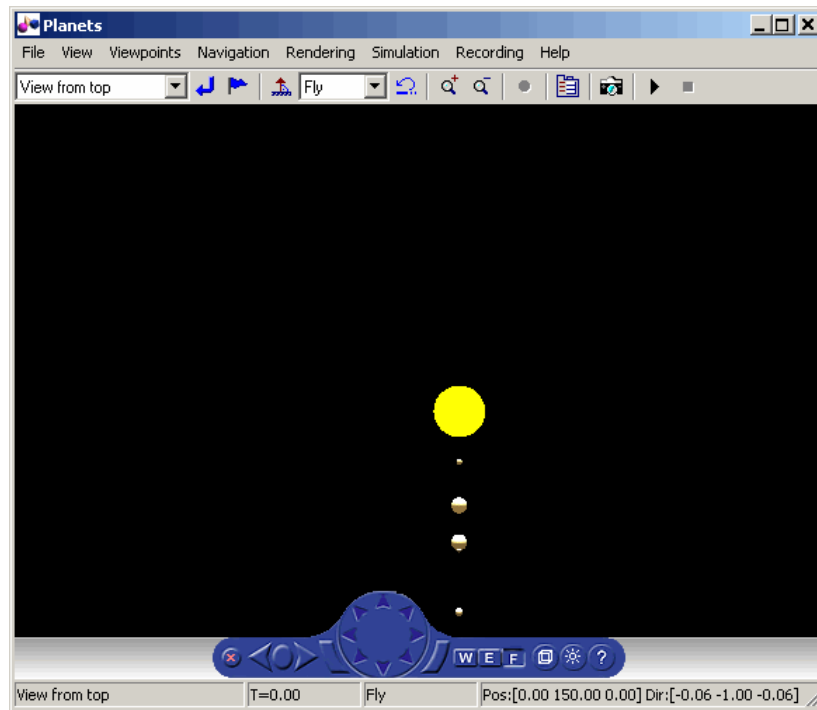 Planets
File View Viewpoints Navigation Rendering Simulation Recording Help
View from top Fly
W E F ?
View from top T=0.00 Fly Pos:[0.00 150.00 0.00] Dir:[-0.06 -1.00 -0.06]